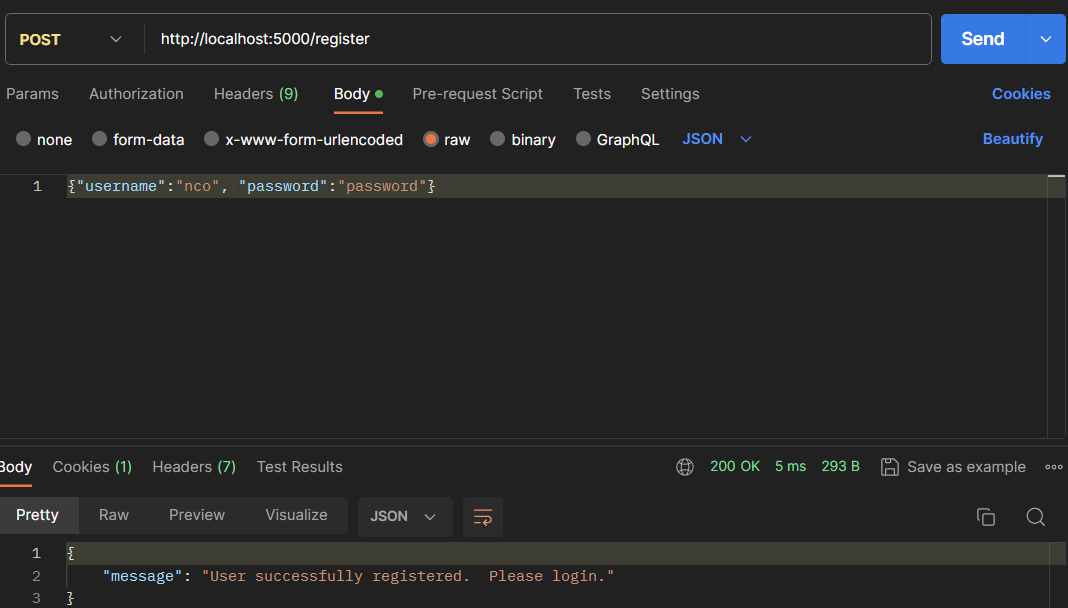 POST http://localhost:5000/register Send
Params Authorization Headers (9) Body Pre-request Script Tests Settings Cookies
none form-data x-www-form-urlencoded raw binary GraphQL JSON Beautify
1 {"username":"nco", "password":"password"}
Body Cookies (1) Headers (7) Test Results 200 OK 5 ms 293 B Save as example
Pretty Raw Preview Visualize JSON
1 {
2 "message": "User successfully registered.  Please login."
3 }